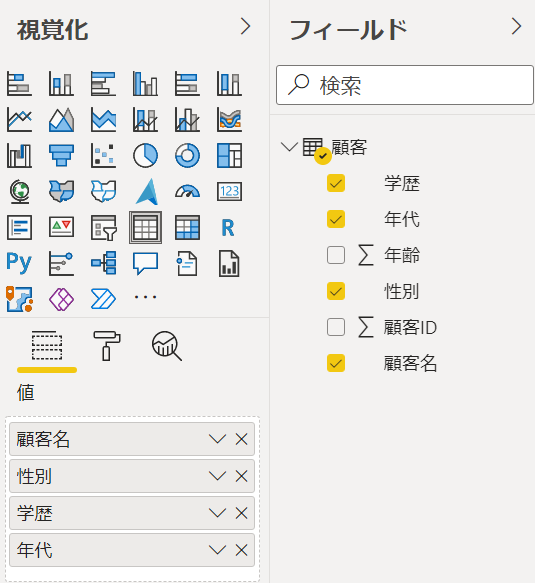 視覚化
フィールド
検索
123
R
Py
顧客
学歴
年代
Σ 年齢
性別
Σ 顧客ID
顧客名
値
顧客名
性別
学歴
年代